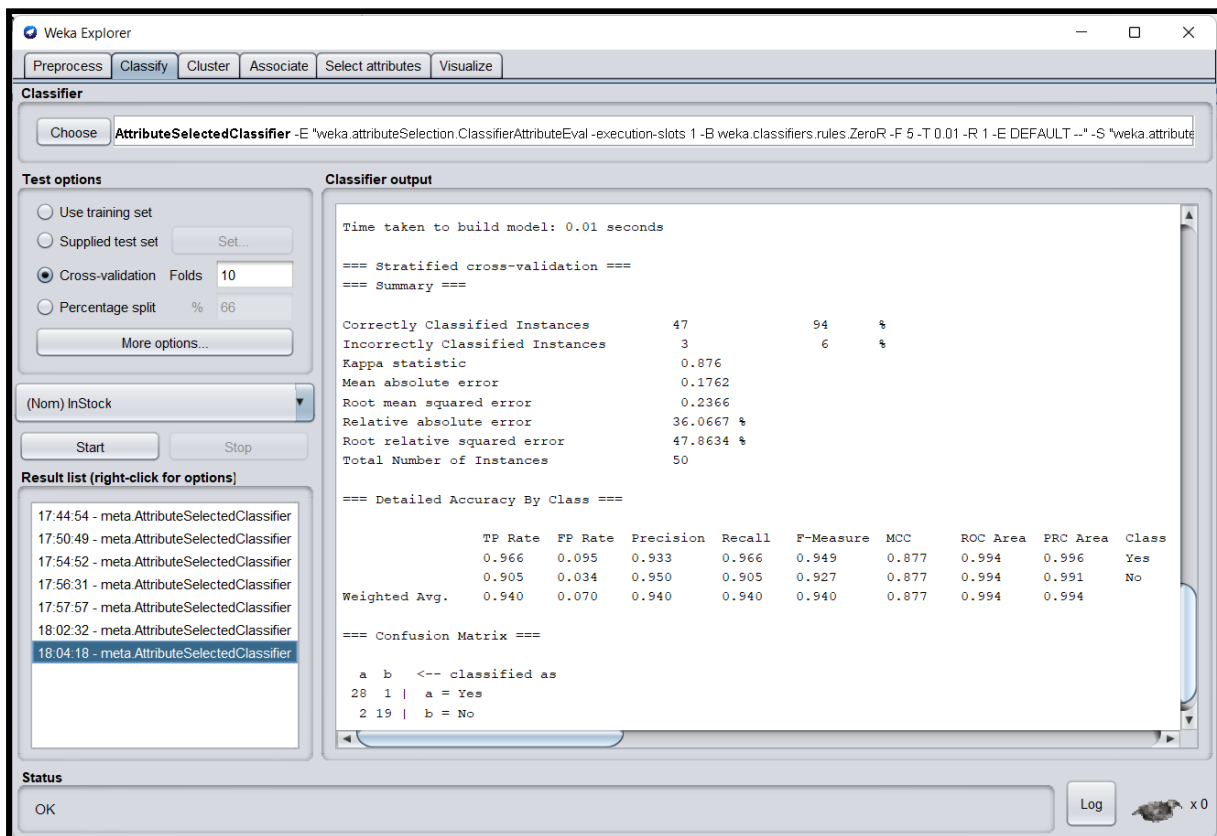 Weka Explorer
Preprocess Classify Cluster Associate Select attributes Visualize
Classifier
Choose AttributeSelectedClassifier -E "weka.attributeSelection.ClassifierAttributeEval -execution-slots 1 -B weka.classifiers.rules.ZeroR -F 5 -T 0.01 -R 1 -E DEFAULT --" -S "weka.attribute
Test options
Use training set
Supplied test set Set...
Cross-validation Folds 10
Percentage split % 66
More options...
(Nom) InStock
Start Stop
Result list (right-click for options)
17:44:54 - meta.AttributeSelectedClassifier
17:50:49 - meta.AttributeSelectedClassifier
17:54:52 - meta.AttributeSelectedClassifier
17:56:31 - meta.AttributeSelectedClassifier
17:57:57 - meta.AttributeSelectedClassifier
18:02:32 - meta.AttributeSelectedClassifier
18:04:18 - meta.AttributeSelectedClassifier
Classifier output
Time taken to build model: 0.01 seconds
=== Stratified cross-validation ===
=== Summary ===
Correctly Classified Instances 47 94 %
Incorrectly Classified Instances 3 6 %
Kappa statistic 0.876
Mean absolute error 0.1762
Root mean squared error 0.2366
Relative absolute error 36.0667 %
Root relative squared error 47.8634 %
Total Number of Instances 50
=== Detailed Accuracy By Class ===
TP Rate FP Rate Precision Recall F-Measure MCC ROC Area PRC Area Class
0.966 0.095 0.933 0.966 0.949 0.877 0.994 0.996 Yes
0.905 0.034 0.950 0.905 0.927 0.877 0.994 0.991 No
Weighted Avg. 0.940 0.070 0.940 0.940 0.940 0.877 0.994 0.994
=== Confusion Matrix ===
a b <-- classified as
28 1 | a = Yes
2 19 | b = No
Status
OK
Log
x 0